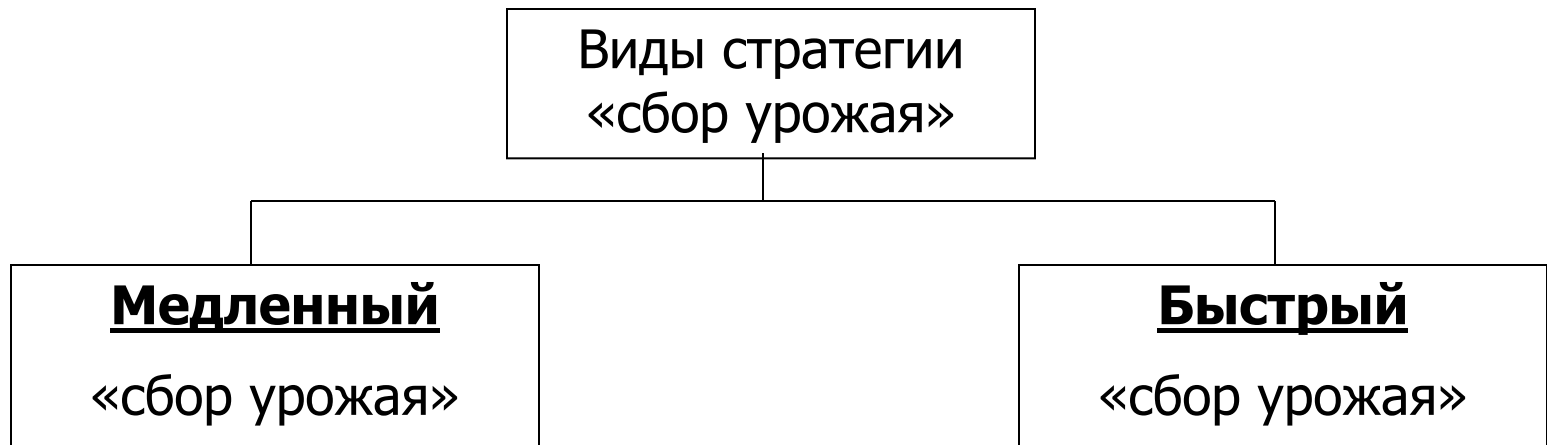 Виды стратегии
«сбор урожая»
Медленный
«сбор урожая»
Быстрый
«сбор урожая»